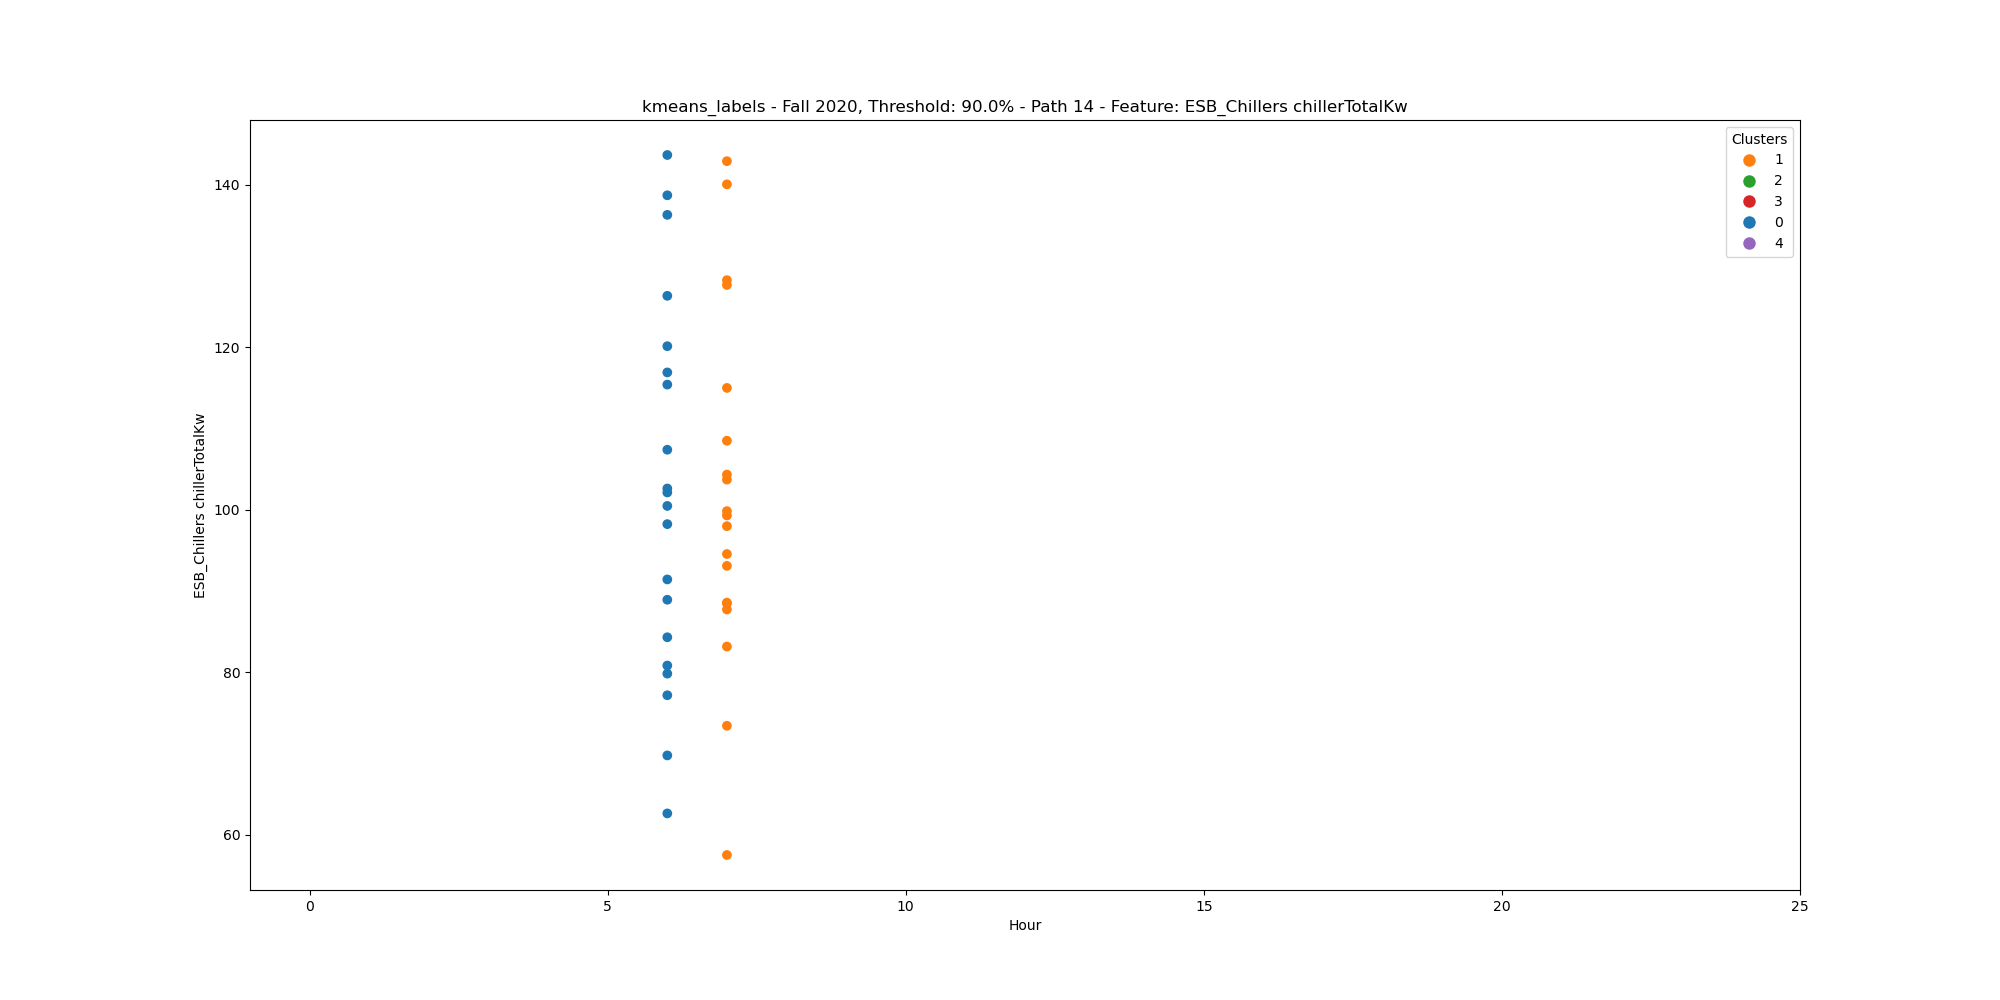 kmeans_labels - Fall 2020, Threshold: 90.0% - Path 14 - Feature: ESB_Chillers chillerTotalKw
Clusters
1
2
3
0
4
140
120
100
80
60
ESB_Chillers chillerTotalKw
0 5 10 15 20 25
Hour